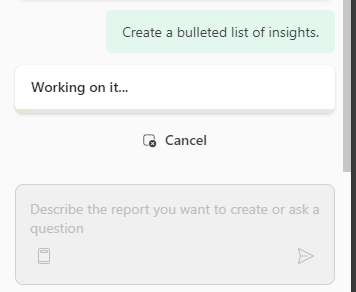 Create a bulleted list of insights.
Working on it...
Cancel
Describe the report you want to create or ask a
question